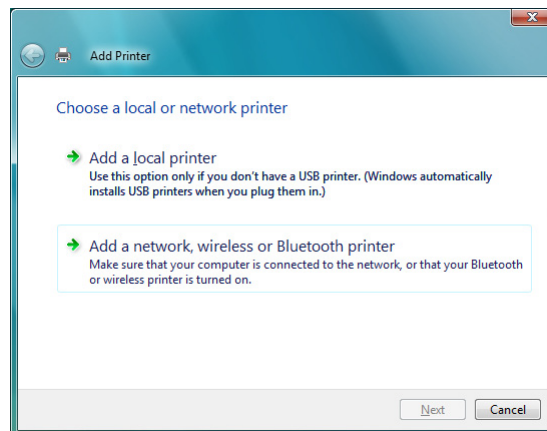 Add Printer
Choose a local or network printer
Add a local printer
Use this option only if you don't have a USB printer. (Windows automatically
installs USB printers when you plug them in.)
Add a network, wireless or Bluetooth printer
Make sure that your computer is connected to the network, or that your Bluetooth
or wireless printer is turned on.
Next Cancel